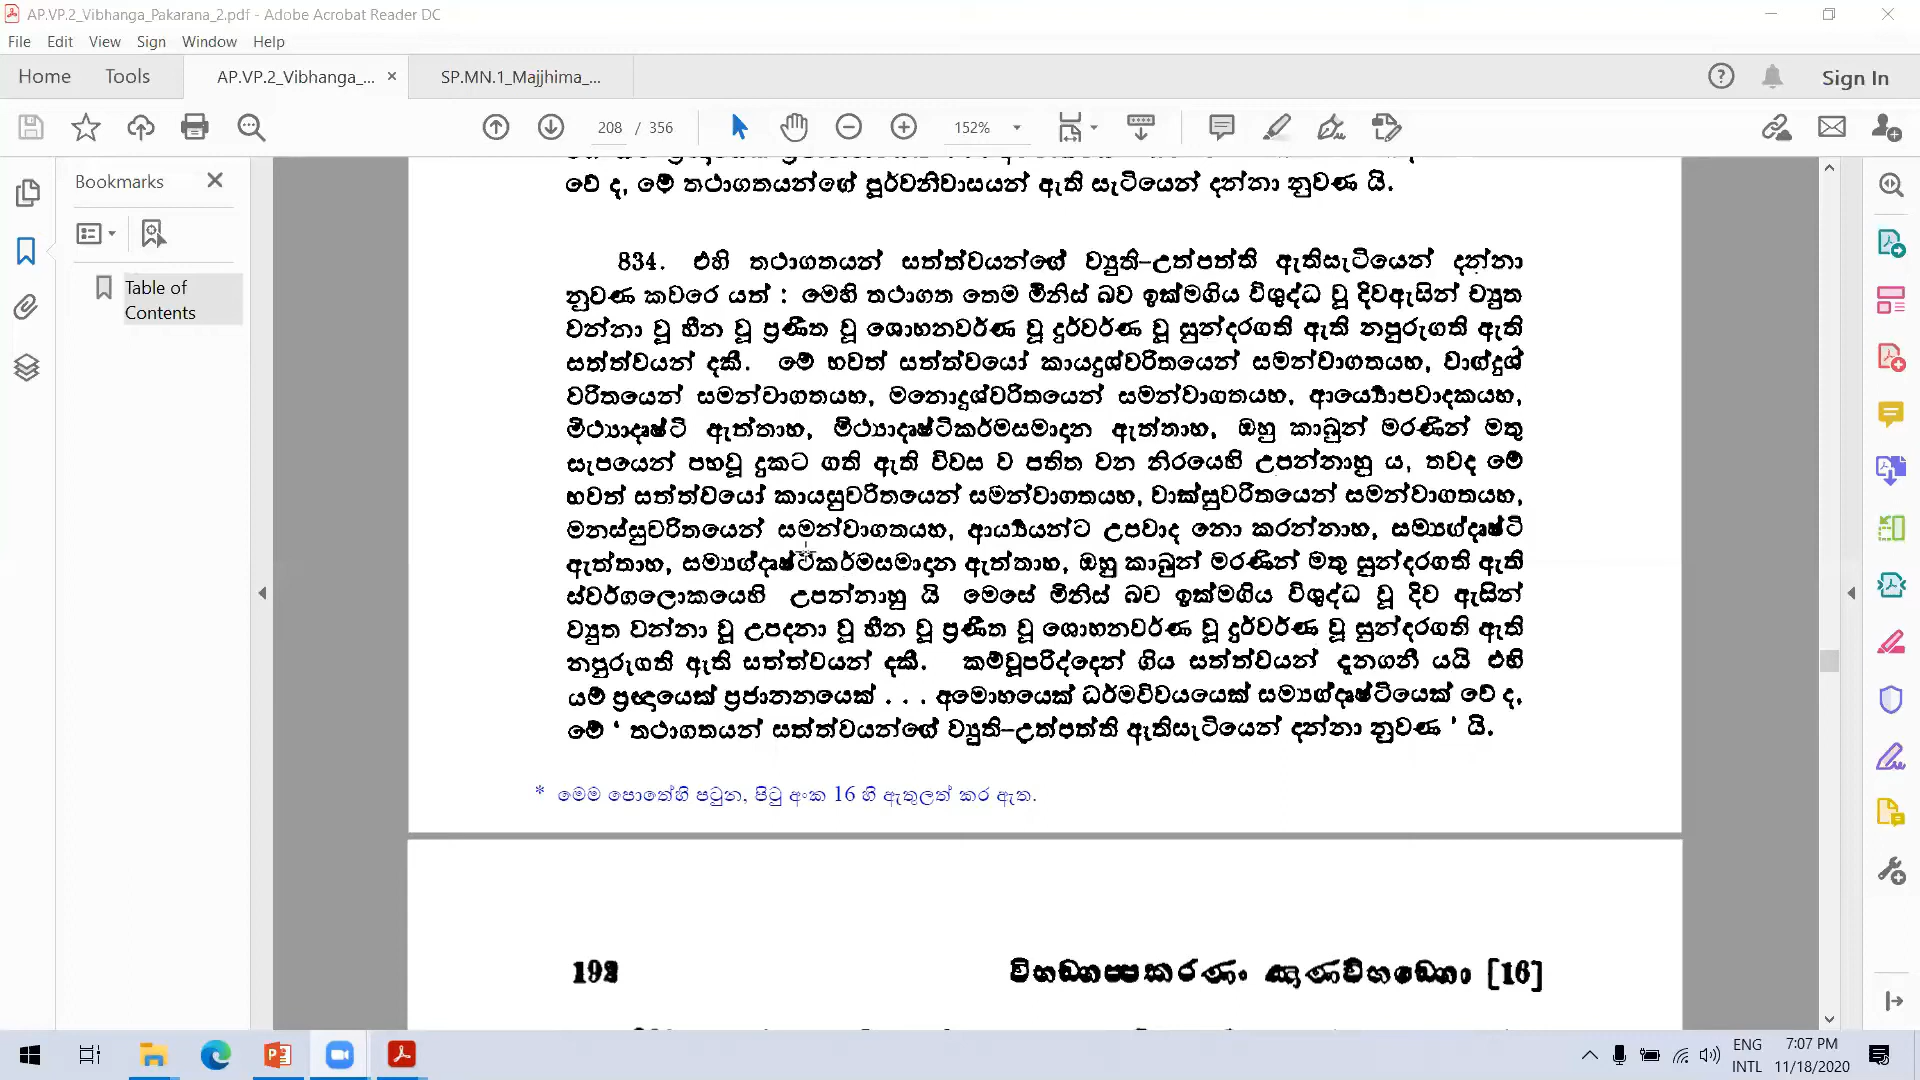 AP.VP.2_Vibhanga_Pakarana_2.pdf - Adobe Acrobat Reader DC
File Edit View Sign Window Help
Home Tools AP.VP.2_Vibhanga_... × SP.MN.1_Majjhima_... Sign In
208 / 356 152%
Bookmarks
Table of
Contents
වේ ද, මේ තථාගතයන්ගේ පූර්වනිවාසයන් ඇති සැටියෙන් දන්නා නුවණ යි.
834. එහි තථාගතයන් සත්ත්වයන්ගේ ව්‍යුති–උත්පත්ති ඇතිසැටියෙන් දන්නා
නුවණ කවරෙ යත් : මෙහි තථාගත තෙම මිනිස් බව ඉක්මගිය විශුද්ධ වූ දිවඇසින් ච්‍යුත
වන්නා වූ හීන වූ ප්‍රණීත වූ ශොභනවර්ණ වූ දුර්වර්ණ වූ සුන්දරගති ඇති නපුරුගති ඇති
සත්ත්වයන් දකී. මේ භවත් සත්ත්වයෝ කායදුශ්චරිතයෙන් සමන්වාගතයහ, වාග්දුශ්
චරිතයෙන් සමන්වාගතයහ, මනොදුශ්චරිතයෙන් සමන්වාගතයහ, ආර්‍ය්‍යොපවාදකයහ,
මිථ්‍යාදෘෂ්ටි ඇත්තාහ, මිථ්‍යාදෘෂ්ටිකර්මසමාදාන ඇත්තාහ, ඔහු කාබුන් මරණින් මතු
සැපයෙන් පහවූ දුකට ගති ඇති විවස ව පතිත වන නිරයෙහි උපන්නාහු ය, තවද මේ
භවත් සත්ත්වයෝ කායසුචරිතයෙන් සමන්වාගතයහ, වාක්සුචරිතයෙන් සමන්වාගතයහ,
මනස්සුචරිතයෙන් සමන්වාගතයහ, ආර්‍ය්‍යයන්ට උපවාද නො කරන්නාහ, සම්‍යග්දෘෂ්ටි
ඇත්තාහ, සම්‍යග්දෘෂ්ටිකර්මසමාදාන ඇත්තාහ, ඔහු කාබුන් මරණින් මතු සුන්දරගති ඇති
ස්වර්ගලොකයෙහි උපන්නාහු යි මෙසේ මිනිස් බව ඉක්මගිය විශුද්ධ වූ දිව ඇසින්
ච්‍යුත වන්නා වූ උපදනා වූ හීන වූ ප්‍රණීත වූ ශොභනවර්ණ වූ දුර්වර්ණ වූ සුන්දරගති ඇති
නපුරුගති ඇති සත්ත්වයන් දකී. කම්වූපරිද්දෙන් ගිය සත්ත්වයන් දැනගනී යයි එහි
යම් ප්‍රඥායෙක් ප්‍රජානනයෙක් . . . අමොහයෙක් ධර්මවිචයයෙක් සම්‍යග්දෘෂ්ටියෙක් වේ ද,
මේ ‘ තථාගතයන් සත්ත්වයන්ගේ ච්‍යුති–උත්පත්ති ඇතිසැටියෙන් දන්නා නුවණ ’ යි.
* මෙම පොතේහි පටුන, පිටු අංක 16 හි ඇතුලත් කර ඇත.
විභඞ්ගප්පකරණං ඤාණවිභඞ්ගො [16]
ENG 7:07 PM
INTL 11/18/2020